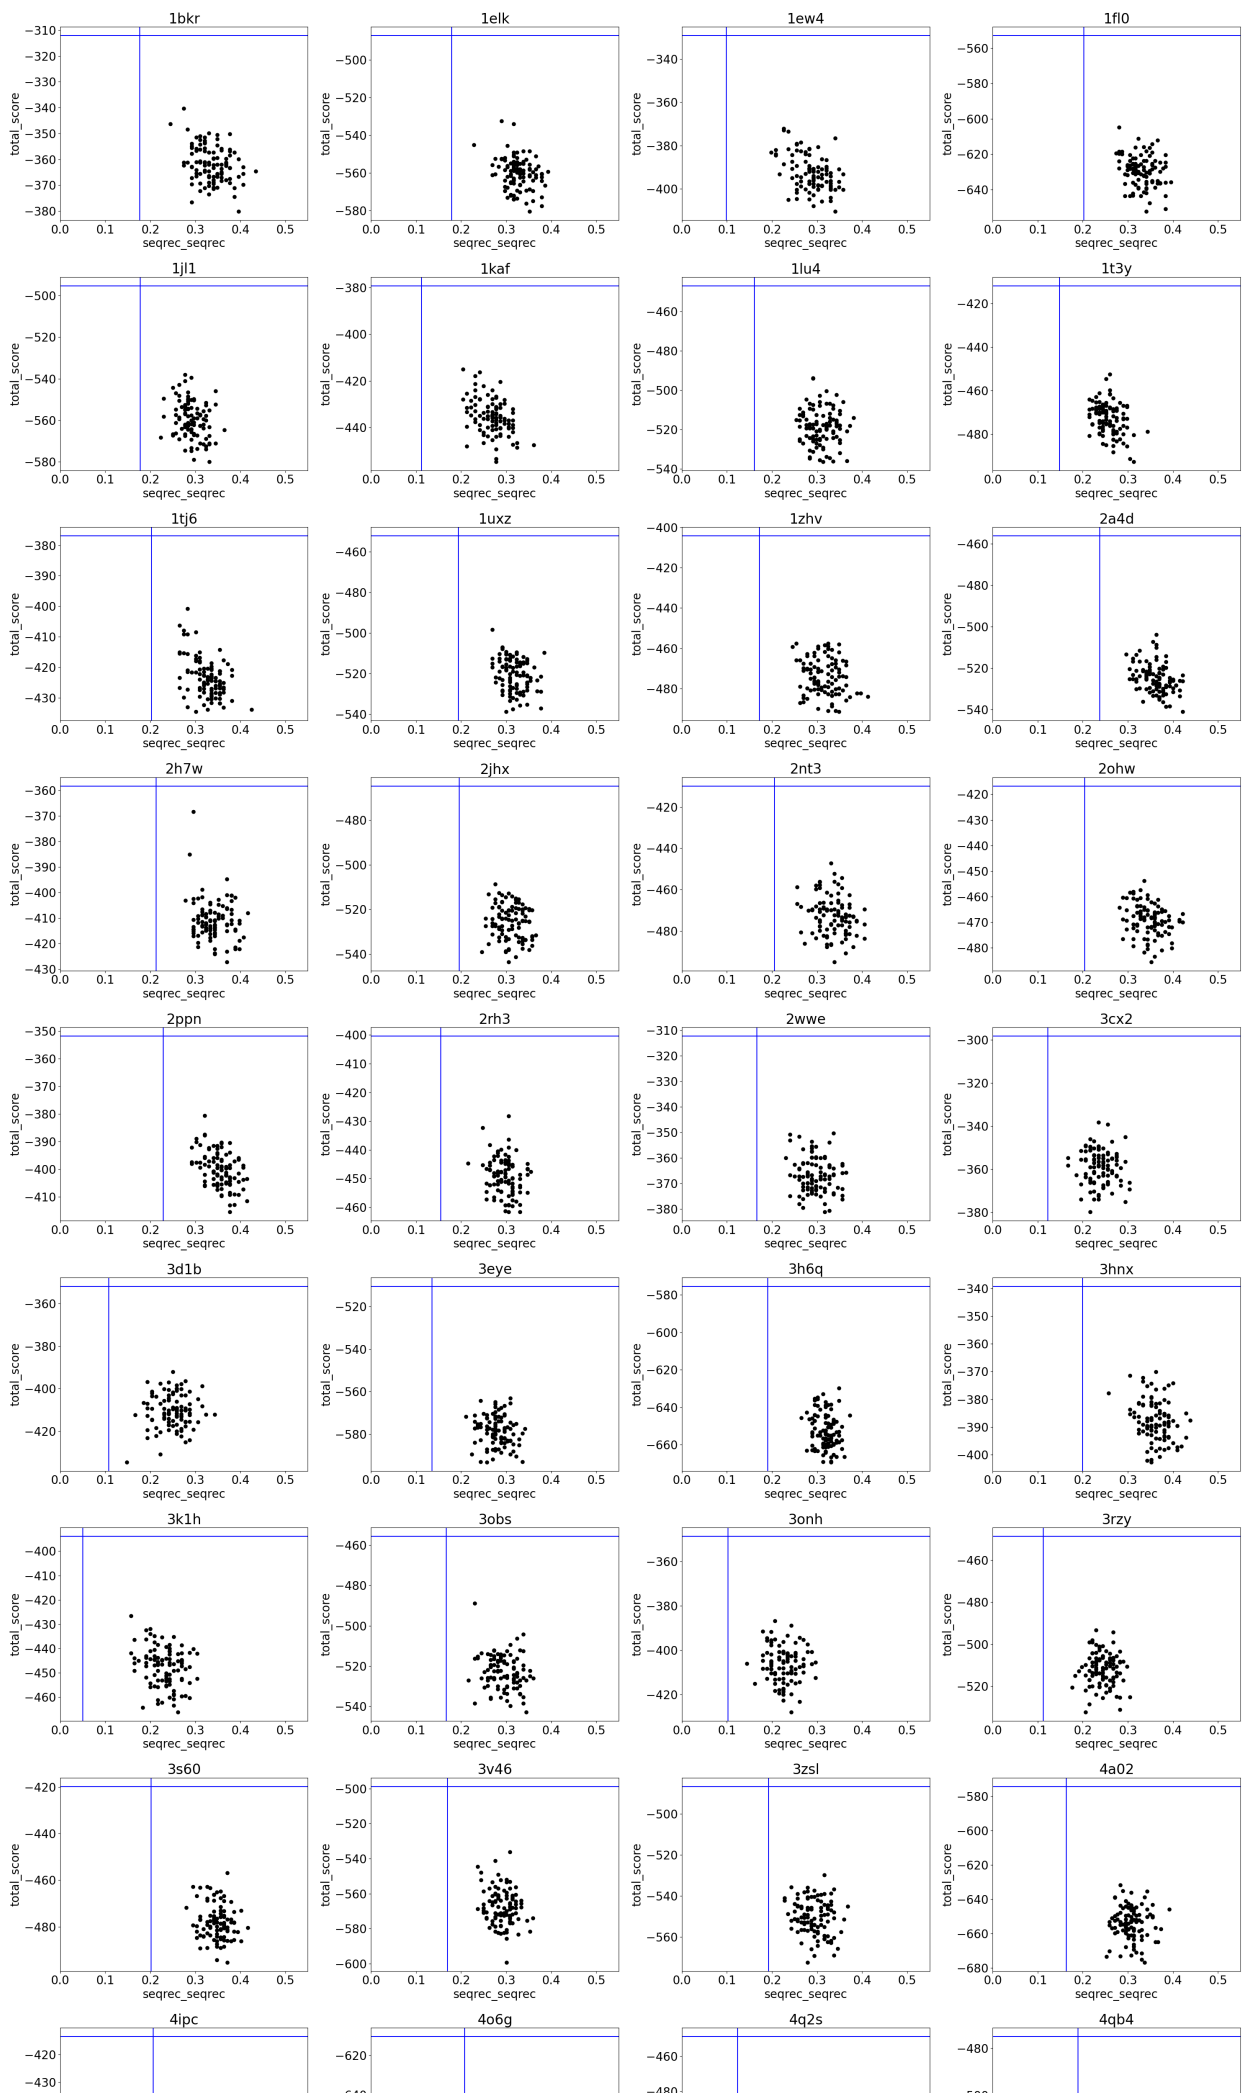 1bkr 1elk 1ew4 1fl0
−310 −320 −330 −340 −350 −360 −370 −380 total_score 0.0 0.1 0.2 0.3 0.4 0.5 seqrec_seqrec
−500 −520 −540 −560 −580 total_score 0.0 0.1 0.2 0.3 0.4 0.5 seqrec_seqrec
−340 −360 −380 −400 total_score 0.0 0.1 0.2 0.3 0.4 0.5 seqrec_seqrec
−560 −580 −600 −620 −640 total_score 0.0 0.1 0.2 0.3 0.4 0.5 seqrec_seqrec
1jl1 1kaf 1lu4 1t3y
−500 −520 −540 −560 −580 total_score 0.0 0.1 0.2 0.3 0.4 0.5 seqrec_seqrec
−380 −400 −420 −440 total_score 0.0 0.1 0.2 0.3 0.4 0.5 seqrec_seqrec
−460 −480 −500 −520 −540 total_score 0.0 0.1 0.2 0.3 0.4 0.5 seqrec_seqrec
−420 −440 −460 −480 total_score 0.0 0.1 0.2 0.3 0.4 0.5 seqrec_seqrec
1tj6 1uxz 1zhv 2a4d
−380 −390 −400 −410 −420 −430 total_score 0.0 0.1 0.2 0.3 0.4 0.5 seqrec_seqrec
−460 −480 −500 −520 −540 total_score 0.0 0.1 0.2 0.3 0.4 0.5 seqrec_seqrec
−400 −420 −440 −460 −480 total_score 0.0 0.1 0.2 0.3 0.4 0.5 seqrec_seqrec
−460 −480 −500 −520 −540 total_score 0.0 0.1 0.2 0.3 0.4 0.5 seqrec_seqrec
2h7w 2jhx 2nt3 2ohw
−360 −370 −380 −390 −400 −410 −420 −430 total_score 0.0 0.1 0.2 0.3 0.4 0.5 seqrec_seqrec
−480 −500 −520 −540 total_score 0.0 0.1 0.2 0.3 0.4 0.5 seqrec_seqrec
−420 −440 −460 −480 total_score 0.0 0.1 0.2 0.3 0.4 0.5 seqrec_seqrec
−420 −430 −440 −450 −460 −470 −480 total_score 0.0 0.1 0.2 0.3 0.4 0.5 seqrec_seqrec
2ppn 2rh3 2wwe 3cx2
−350 −360 −370 −380 −390 −400 −410 total_score 0.0 0.1 0.2 0.3 0.4 0.5 seqrec_seqrec
−400 −410 −420 −430 −440 −450 −460 total_score 0.0 0.1 0.2 0.3 0.4 0.5 seqrec_seqrec
−310 −320 −330 −340 −350 −360 −370 −380 total_score 0.0 0.1 0.2 0.3 0.4 0.5 seqrec_seqrec
−300 −320 −340 −360 −380 total_score 0.0 0.1 0.2 0.3 0.4 0.5 seqrec_seqrec
3d1b 3eye 3h6q 3hnx
−360 −380 −400 −420 total_score 0.0 0.1 0.2 0.3 0.4 0.5 seqrec_seqrec
−520 −540 −560 −580 total_score 0.0 0.1 0.2 0.3 0.4 0.5 seqrec_seqrec
−580 −600 −620 −640 −660 total_score 0.0 0.1 0.2 0.3 0.4 0.5 seqrec_seqrec
−340 −350 −360 −370 −380 −390 −400 total_score 0.0 0.1 0.2 0.3 0.4 0.5 seqrec_seqrec
3k1h 3obs 3onh 3rzy
−400 −410 −420 −430 −440 −450 −460 total_score 0.0 0.1 0.2 0.3 0.4 0.5 seqrec_seqrec
−460 −480 −500 −520 −540 total_score 0.0 0.1 0.2 0.3 0.4 0.5 seqrec_seqrec
−360 −380 −400 −420 total_score 0.0 0.1 0.2 0.3 0.4 0.5 seqrec_seqrec
−460 −480 −500 −520 total_score 0.0 0.1 0.2 0.3 0.4 0.5 seqrec_seqrec
3s60 3v46 3zsl 4a02
−420 −440 −460 −480 total_score 0.0 0.1 0.2 0.3 0.4 0.5 seqrec_seqrec
−500 −520 −540 −560 −580 −600 total_score 0.0 0.1 0.2 0.3 0.4 0.5 seqrec_seqrec
−500 −520 −540 −560 total_score 0.0 0.1 0.2 0.3 0.4 0.5 seqrec_seqrec
−580 −600 −620 −640 −660 −680 total_score 0.0 0.1 0.2 0.3 0.4 0.5 seqrec_seqrec
4ipc 4o6g 4q2s 4qb4
−420 −430
−620
−460 −480
−480